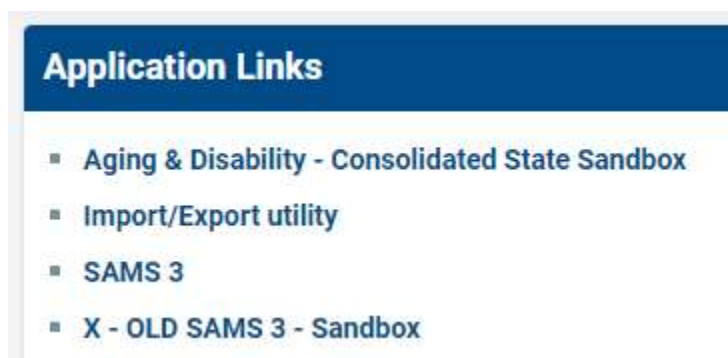 Application Links
Aging & Disability - Consolidated State Sandbox
Import/Export utility
SAMS 3
X - OLD SAMS 3 - Sandbox